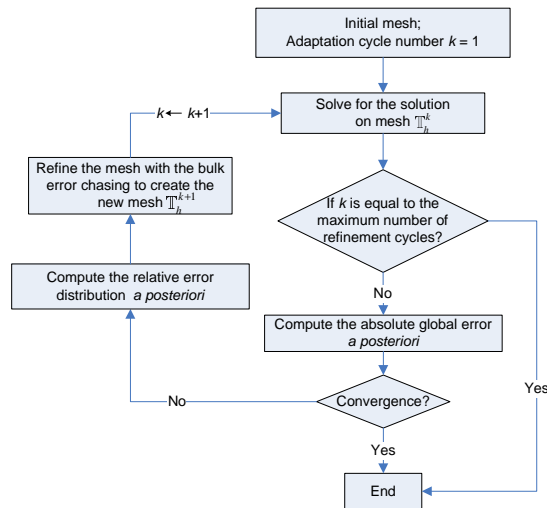 Initial mesh;
Adaptation cycle number k = 1
k ← k+1
Solve for the solution
on mesh 𝕋_h^k
Refine the mesh with the bulk
error chasing to create the
new mesh 𝕋_h^{k+1}
If k is equal to the
maximum number of
refinement cycles?
Compute the relative error
distribution a posteriori
No
Compute the absolute global error
a posteriori
Yes
No
Convergence?
Yes
End